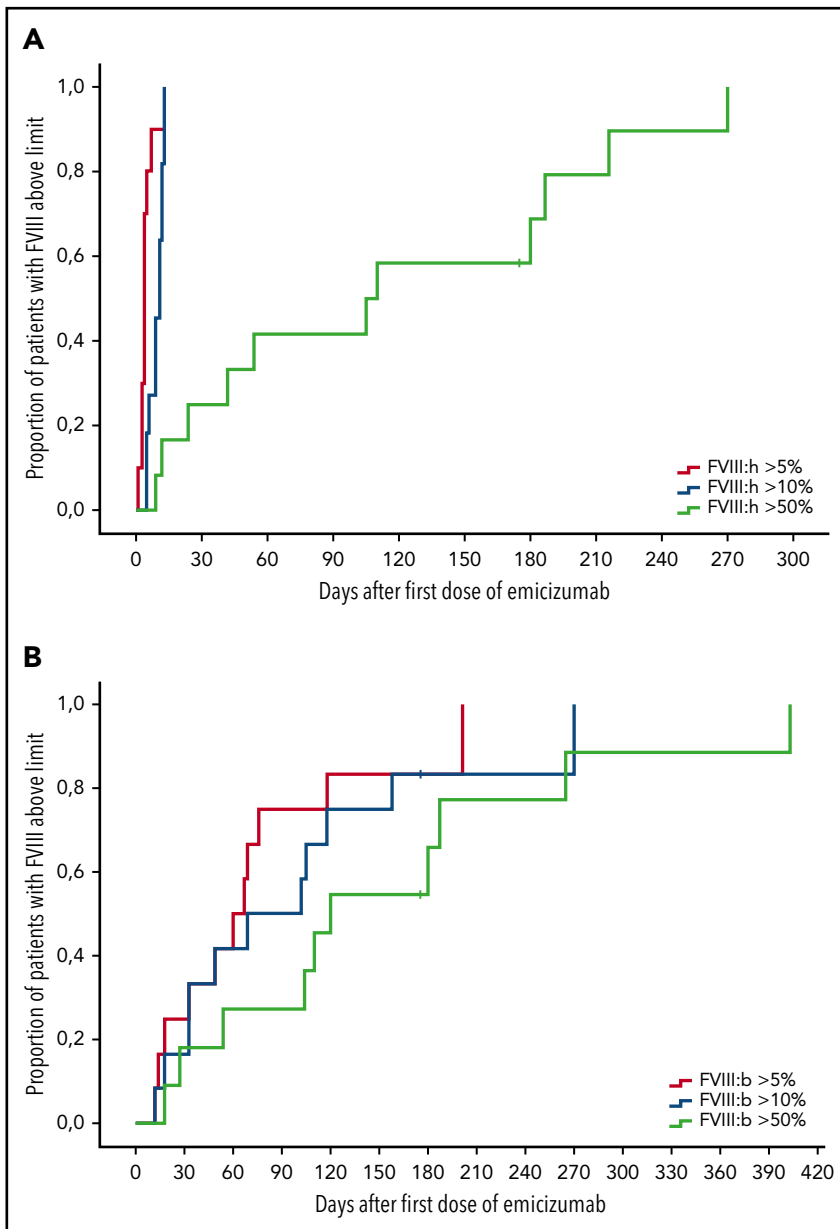 A
Proportion of patients with FVIII above limit
1,0
0,8
0,6
0,4
0,2
0,0
FVIII:h >5%
FVIII:h >10%
FVIII:h >50%
0 30 60 90 120 150 180 210 240 270 300
Days after first dose of emicizumab
B
Proportion of patients with FVIII above limit
1,0
0,8
0,6
0,4
0,2
0,0
FVIII:b >5%
FVIII:b >10%
FVIII:b >50%
0 30 60 90 120 150 180 210 240 270 300 330 360 390 420
Days after first dose of emicizumab